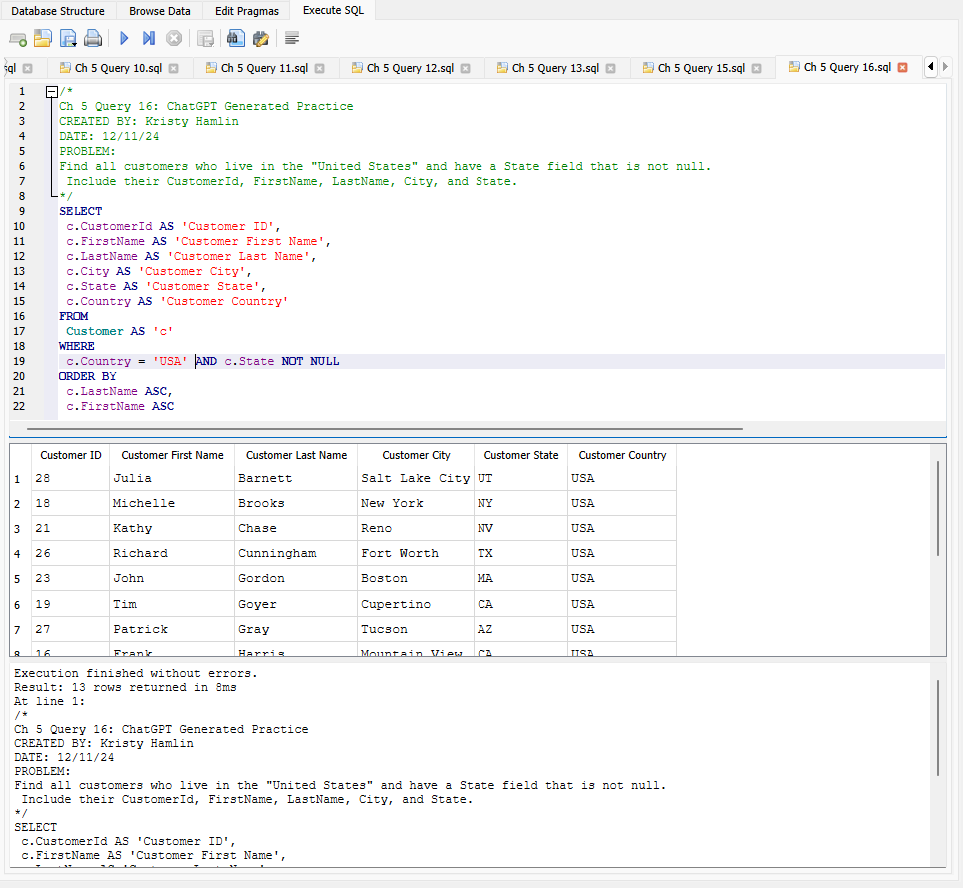 Database Structure Browse Data Edit Pragmas Execute SQL
ql Ch 5 Query 10.sql Ch 5 Query 11.sql Ch 5 Query 12.sql Ch 5 Query 13.sql Ch 5 Query 15.sql Ch 5 Query 16.sql
1 /*
2 Ch 5 Query 16: ChatGPT Generated Practice
3 CREATED BY: Kristy Hamlin
4 DATE: 12/11/24
5 PROBLEM:
6 Find all customers who live in the "United States" and have a State field that is not null.
7 Include their CustomerId, FirstName, LastName, City, and State.
8 */
9 SELECT
10 c.CustomerId AS 'Customer ID',
11 c.FirstName AS 'Customer First Name',
12 c.LastName AS 'Customer Last Name',
13 c.City AS 'Customer City',
14 c.State AS 'Customer State',
15 c.Country AS 'Customer Country'
16 FROM
17 Customer AS 'c'
18 WHERE
19 c.Country = 'USA' AND c.State NOT NULL
20 ORDER BY
21 c.LastName ASC,
22 c.FirstName ASC
Customer ID Customer First Name Customer Last Name Customer City Customer State Customer Country
1 28 Julia Barnett Salt Lake City UT USA
2 18 Michelle Brooks New York NY USA
3 21 Kathy Chase Reno NV USA
4 26 Richard Cunningham Fort Worth TX USA
5 23 John Gordon Boston MA USA
6 19 Tim Goyer Cupertino CA USA
7 27 Patrick Gray Tucson AZ USA
8 16 Frank Harris Mountain View CA USA
Execution finished without errors.
Result: 13 rows returned in 8ms
At line 1:
/*
Ch 5 Query 16: ChatGPT Generated Practice
CREATED BY: Kristy Hamlin
DATE: 12/11/24
PROBLEM:
Find all customers who live in the "United States" and have a State field that is not null.
Include their CustomerId, FirstName, LastName, City, and State.
*/
SELECT
c.CustomerId AS 'Customer ID',
c.FirstName AS 'Customer First Name',